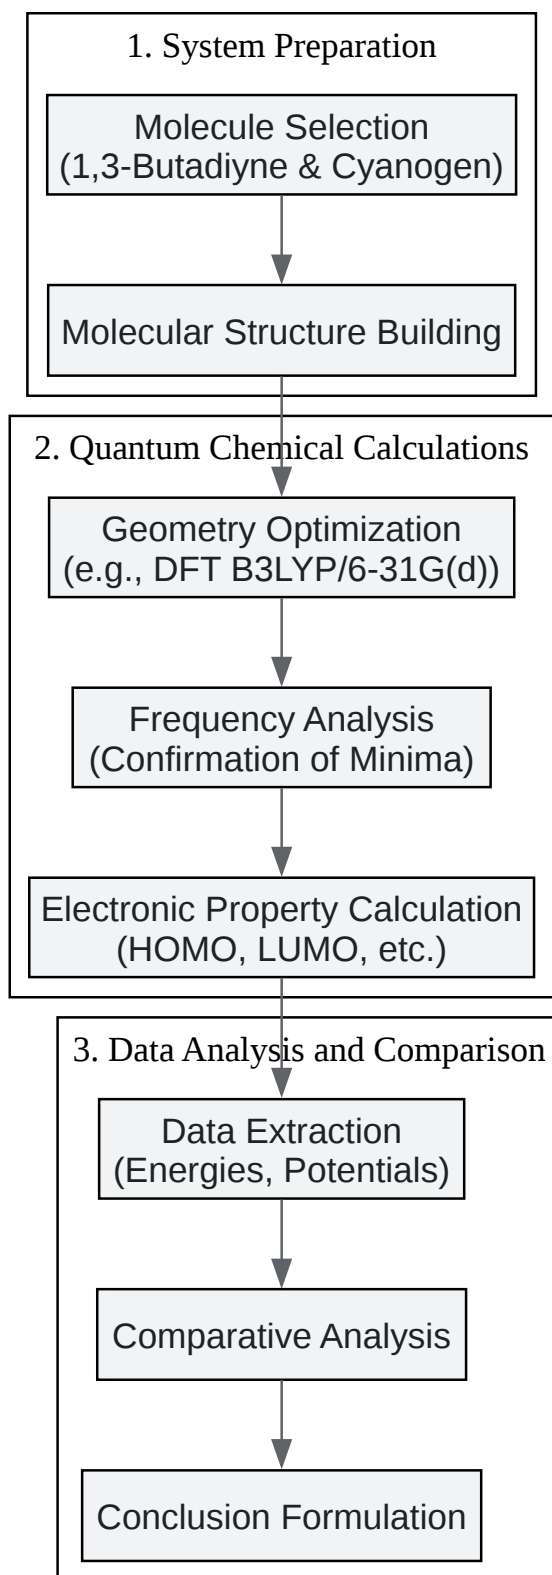 1. System Preparation
Molecule Selection
(1,3-Butadiyne & Cyanogen)
Molecular Structure Building
2. Quantum Chemical Calculations
Geometry Optimization
(e.g., DFT B3LYP/6-31G(d))
Frequency Analysis
(Confirmation of Minima)
Electronic Property Calculation
(HOMO, LUMO, etc.)
3. Data Analysis and Comparison
Data Extraction
(Energies, Potentials)
Comparative Analysis
Conclusion Formulation